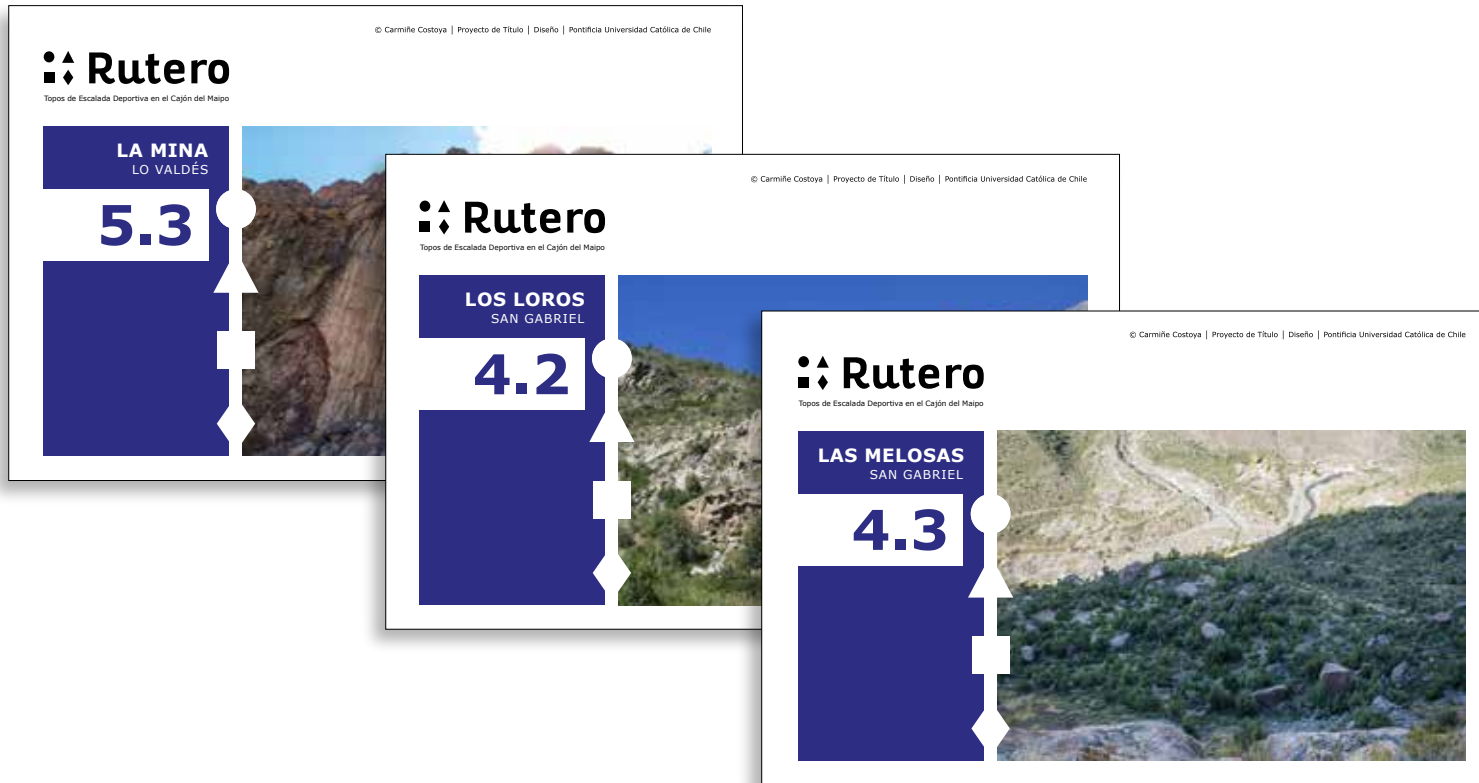 © Carmiñe Costoya | Proyecto de Título | Diseño | Pontificia Universidad Católica de Chile
Rutero
Topos de Escalada Deportiva en el Cajón del Maipo
LA MINA
LO VALDÉS
5.3
© Carmiñe Costoya | Proyecto de Título | Diseño | Pontificia Universidad Católica de Chile
Rutero
Topos de Escalada Deportiva en el Cajón del Maipo
LOS LOROS
SAN GABRIEL
4.2
© Carmiñe Costoya | Proyecto de Título | Diseño | Pontificia Universidad Católica de Chile
Rutero
Topos de Escalada Deportiva en el Cajón del Maipo
LAS MELOSAS
SAN GABRIEL
4.3